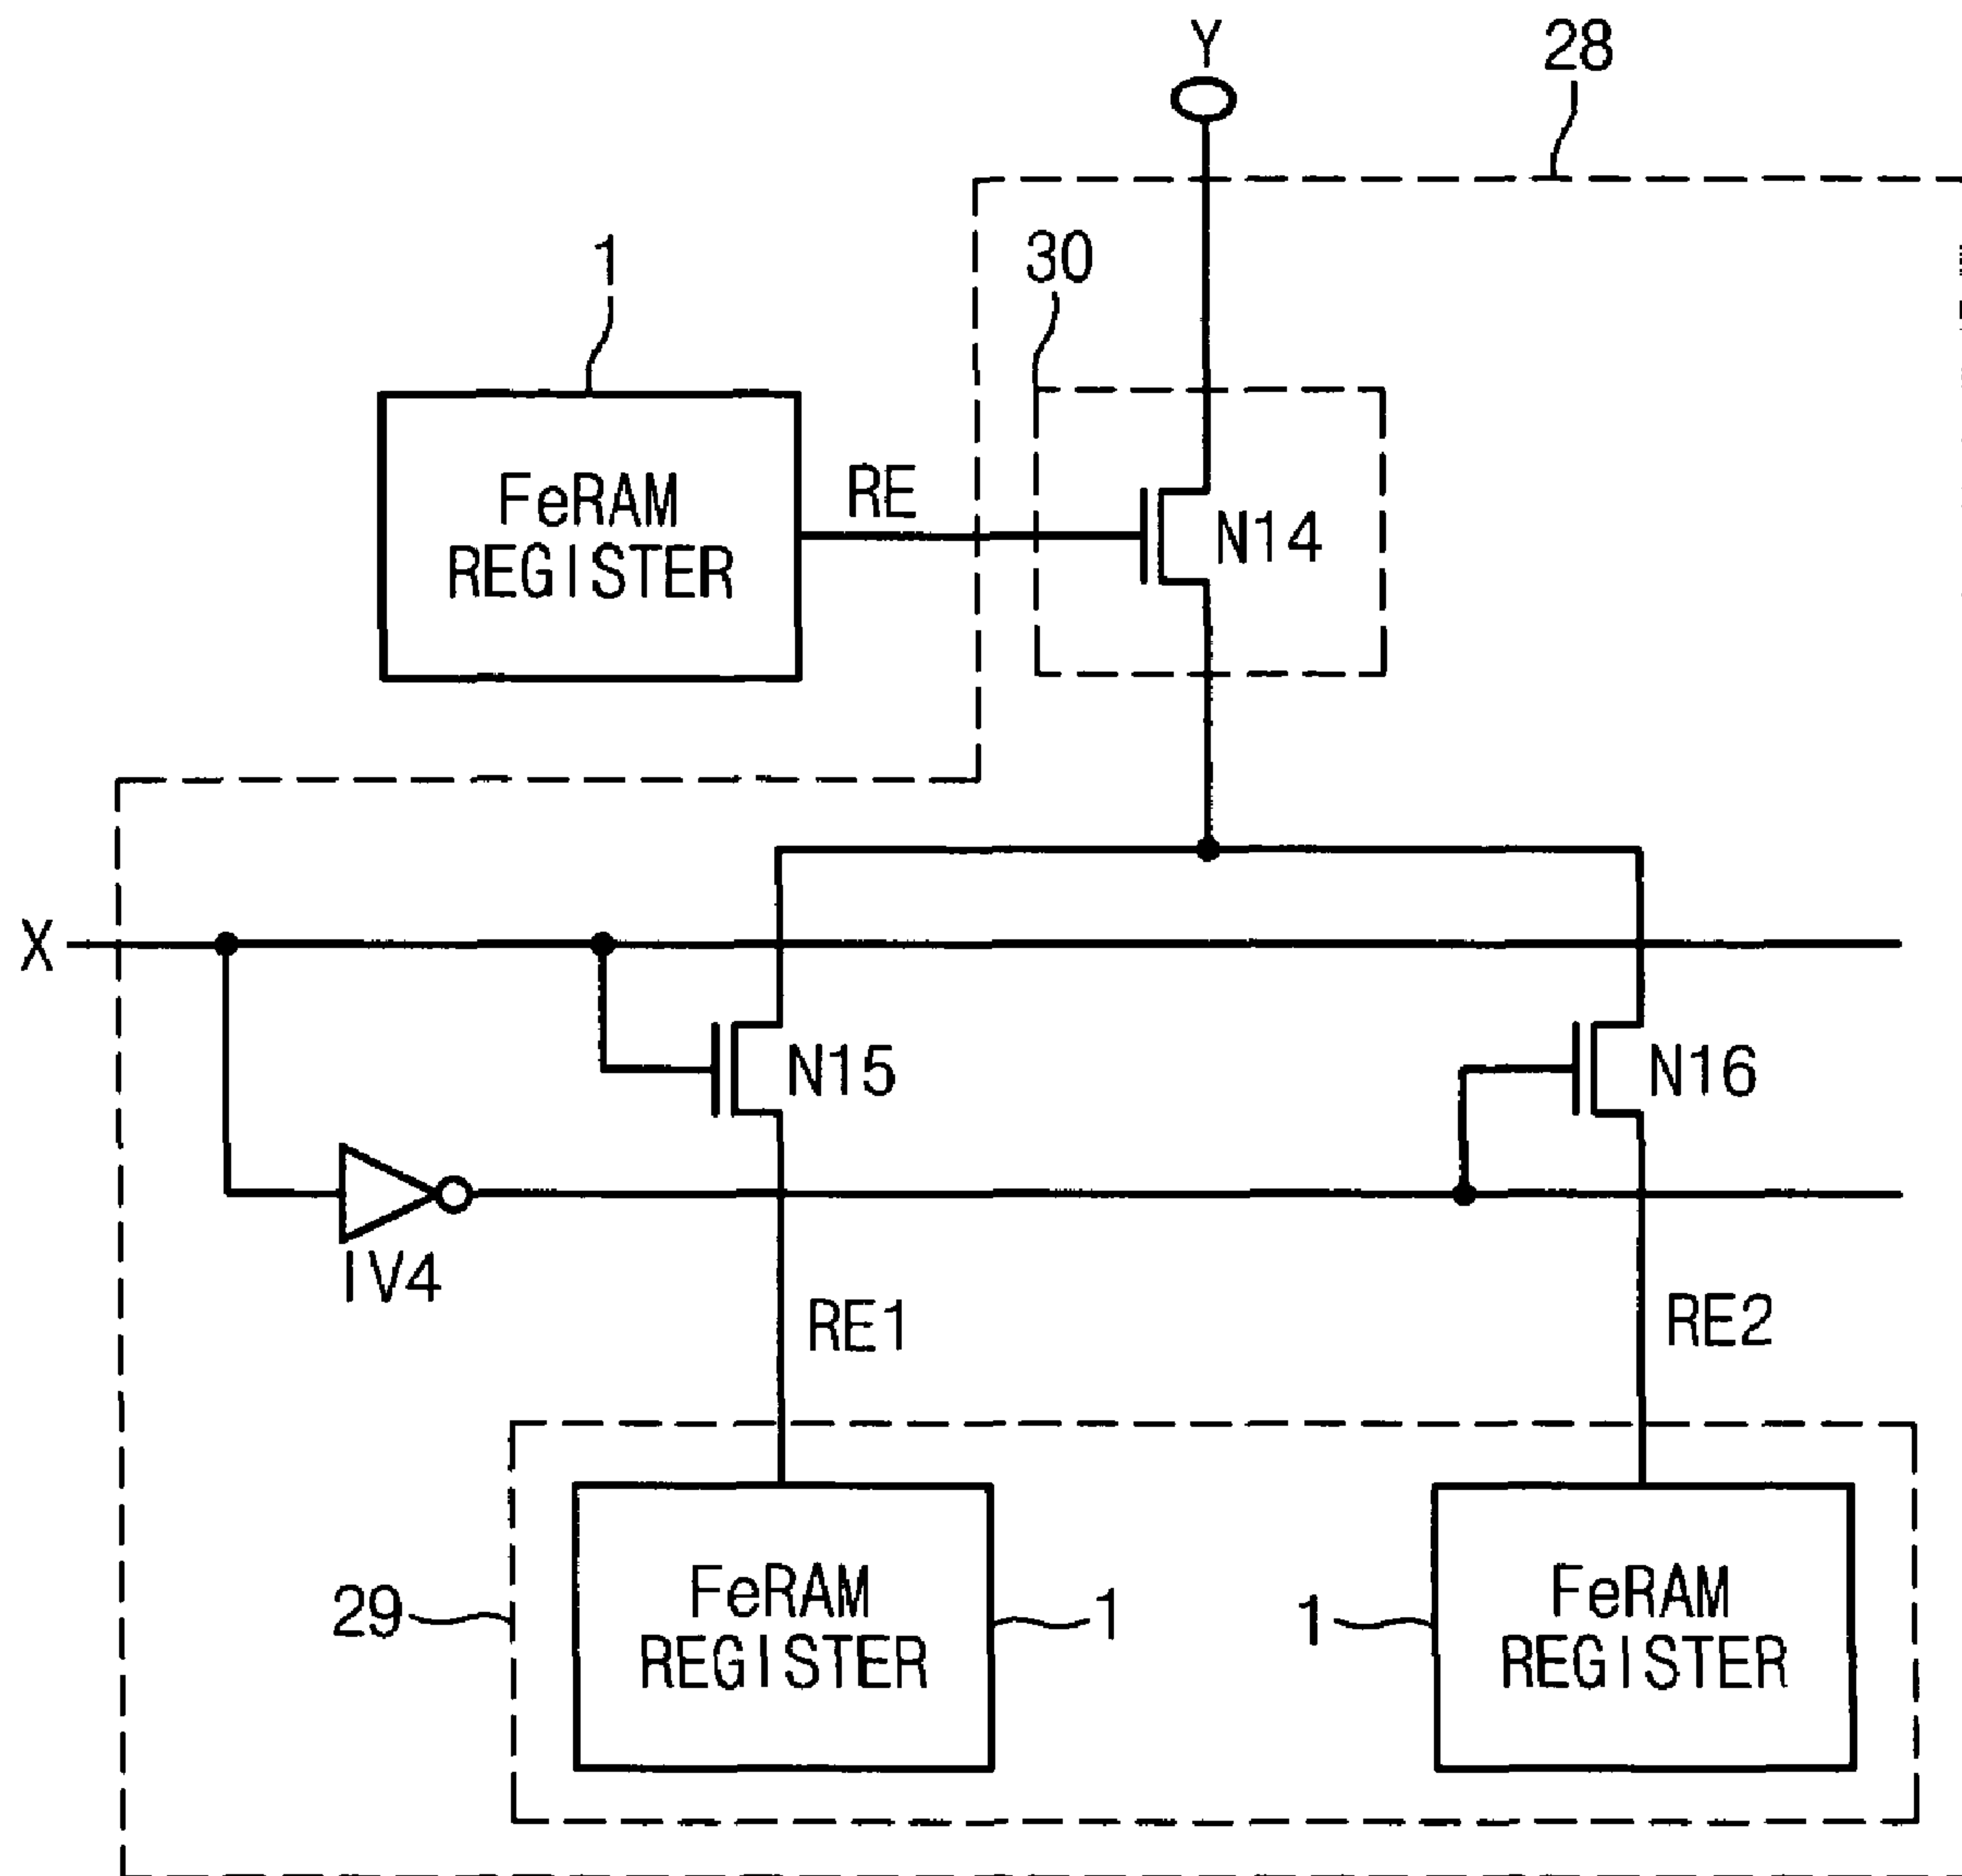 Y
28
30
1
FeRAM
REGISTER
RE
N14
X
N15
N16
IV4
RE1
RE2
29
FeRAM
REGISTER
1
1
FeRAM
REGISTER